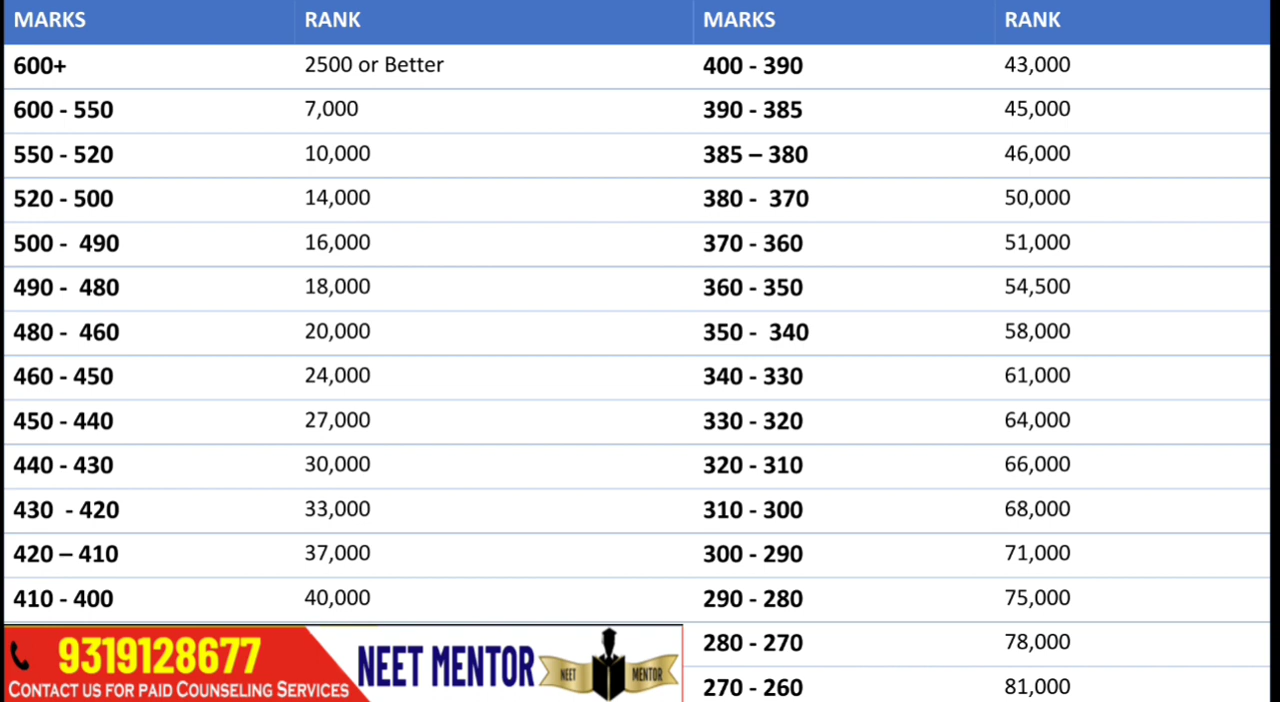 MARKS RANK MARKS RANK
600+ 2500 or Better 400 - 390 43,000
600 - 550 7,000 390 - 385 45,000
550 - 520 10,000 385 – 380 46,000
520 - 500 14,000 380 - 370 50,000
500 - 490 16,000 370 - 360 51,000
490 - 480 18,000 360 - 350 54,500
480 - 460 20,000 350 - 340 58,000
460 - 450 24,000 340 - 330 61,000
450 - 440 27,000 330 - 320 64,000
440 - 430 30,000 320 - 310 66,000
430 - 420 33,000 310 - 300 68,000
420 – 410 37,000 300 - 290 71,000
410 - 400 40,000 290 - 280 75,000
280 - 270 78,000
270 - 260 81,000
9319128677
CONTACT US FOR PAID COUNSELING SERVICES
NEET MENTOR
NEET MENTOR